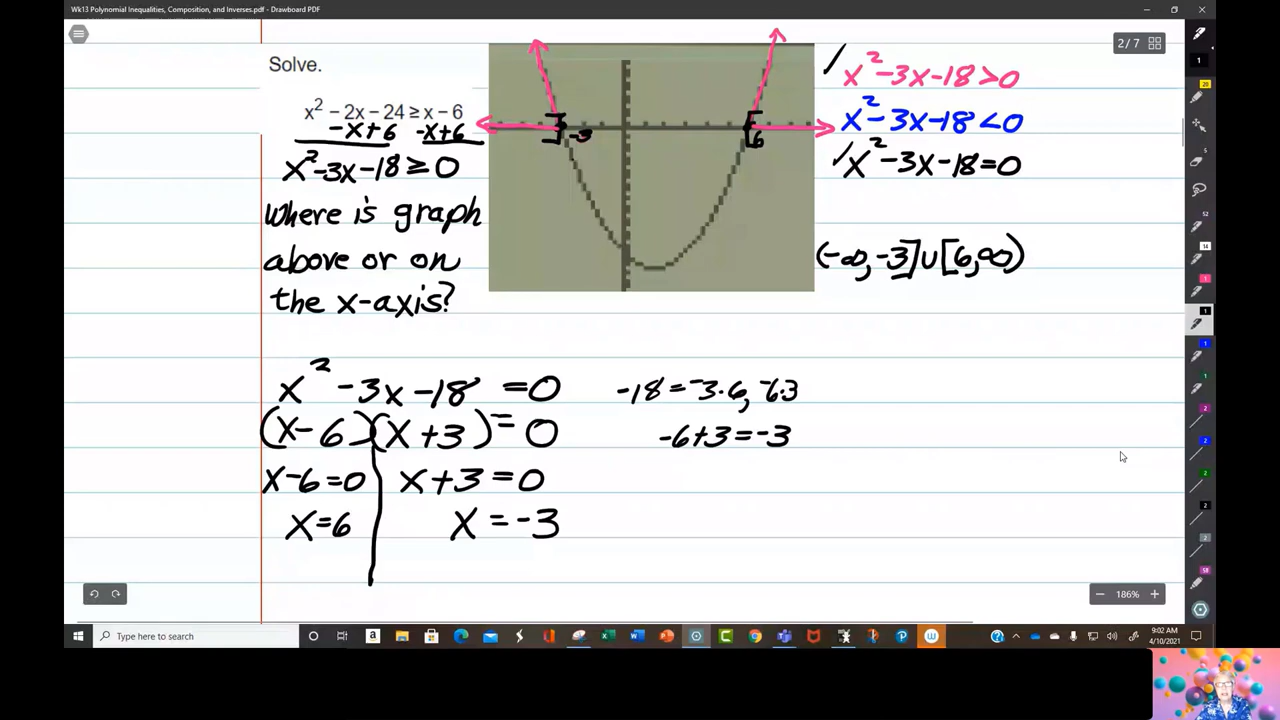 Wk13 Polynomial Inequalities, Composition, and Inverses.pdf - Drawboard PDF
2/7
Solve.
x² − 2x − 24 ≥ x − 6
-x+6 -x+6
x²-3x-18 ≥ 0
Where is graph
above or on
the x-axis?
-3
6
x²-3x-18>0
x²-3x-18<0
x²-3x-18=0
(-∞,-3]∪[6,∞)
x²-3x-18=0
(x-6)(x+3)=0
x-6=0 x+3=0
x=6 x=-3
-18=-3·6, -6·3
-6+3=-3
186%
Type here to search
9:02 AM
4/10/2021